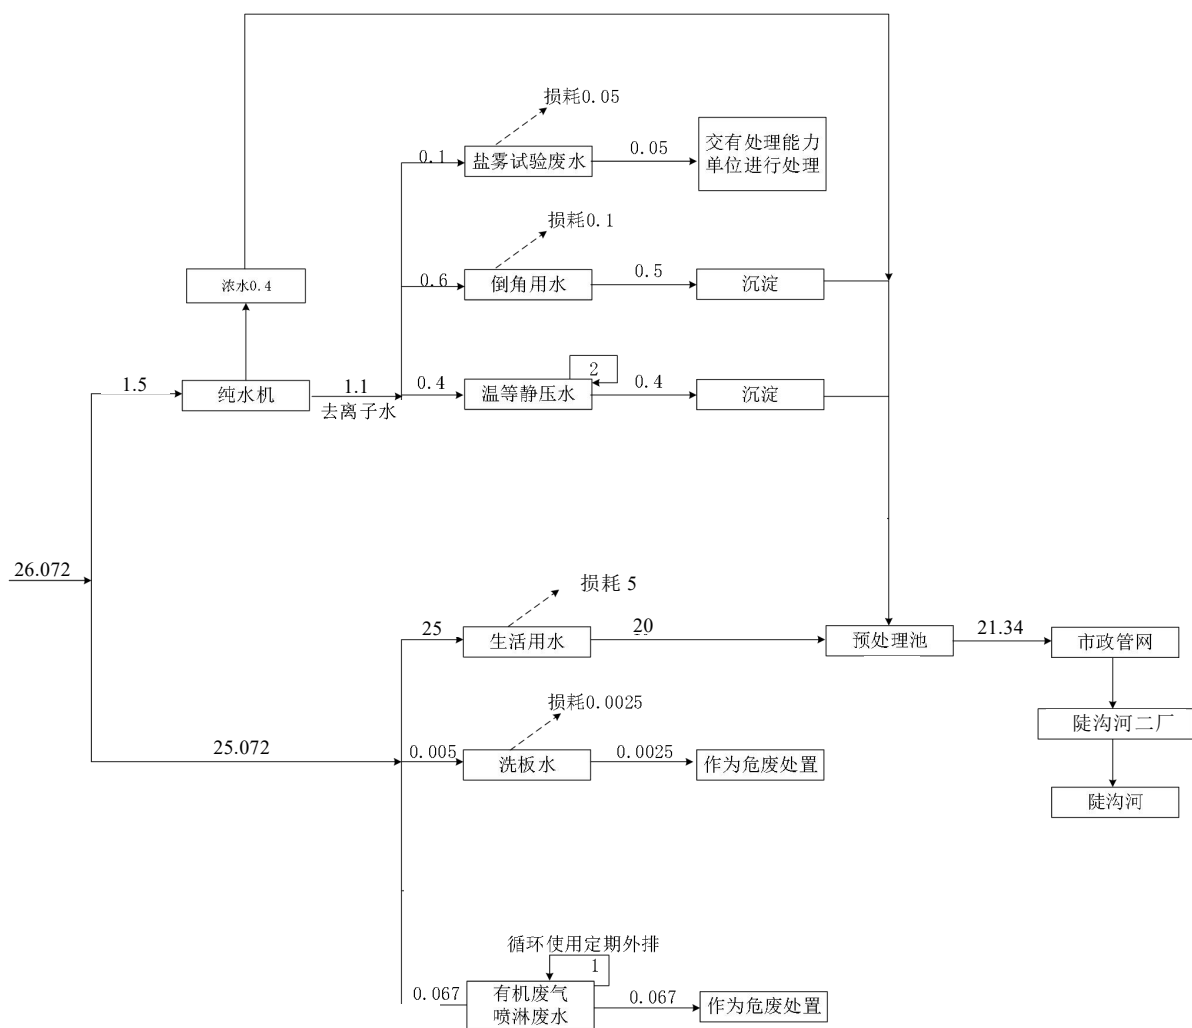 损耗0.05
0.1
盐雾试验废水
0.05
交有处理能力
单位进行处理
损耗0.1
浓水0.4
0.6
倒角用水
0.5
沉淀
1.5
纯水机
1.1
去离子水
0.4
温等静压水
2
0.4
沉淀
26.072
损耗 5
25
生活用水
20
预处理池
21.34
市政管网
损耗0.0025
陡沟河二厂
25.072
0.005
洗板水
0.0025
作为危废处置
陡沟河
循环使用定期外排
1
0.067
有机废气
喷淋废水
0.067
作为危废处置